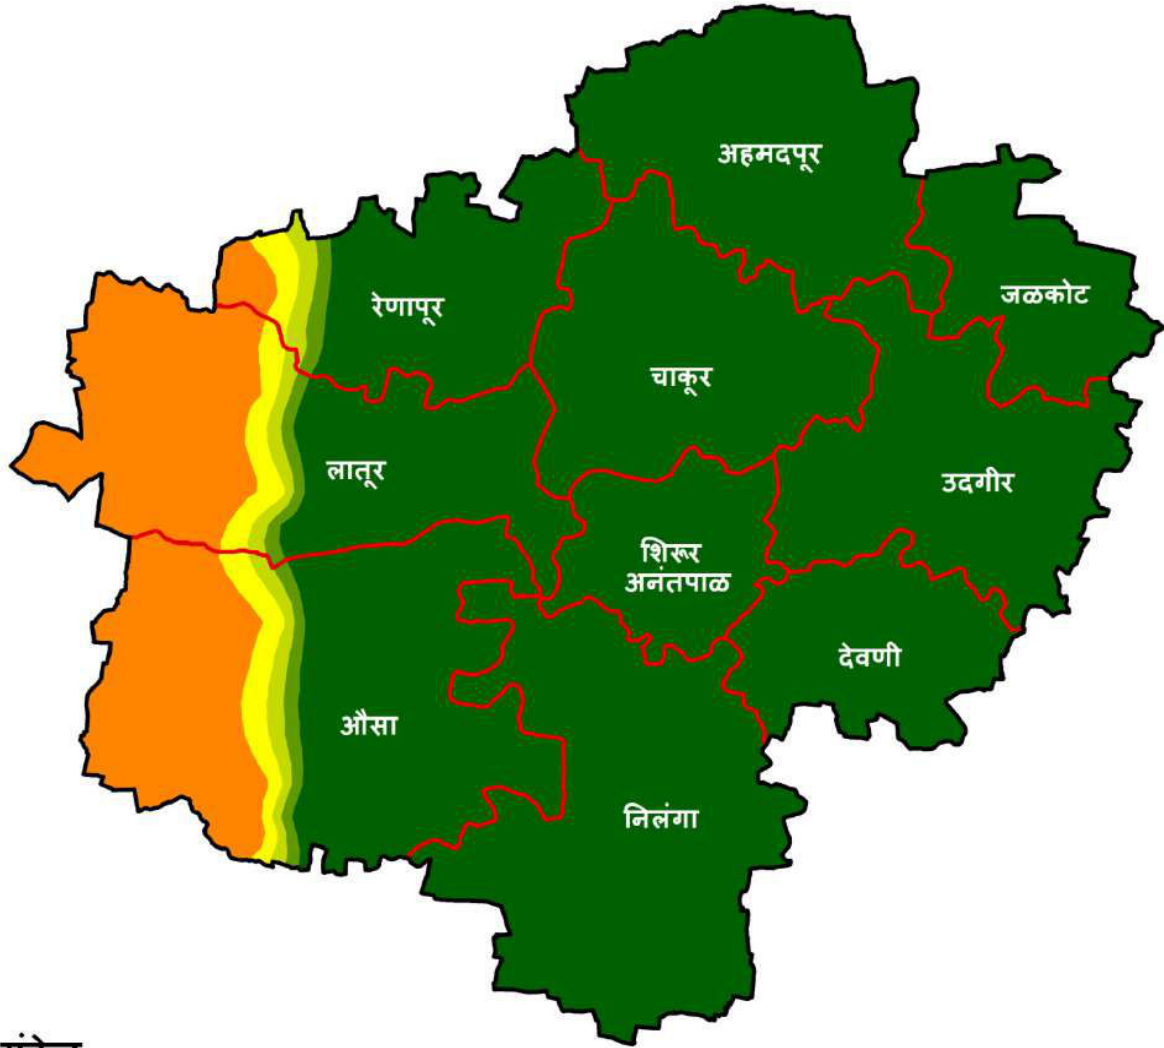 अहमदपूर
जळकोट
रेणापूर
चाकूर
लातूर
उदगीर
शिरूर
अनंतपाळ
देवणी
औसा
निलंगा